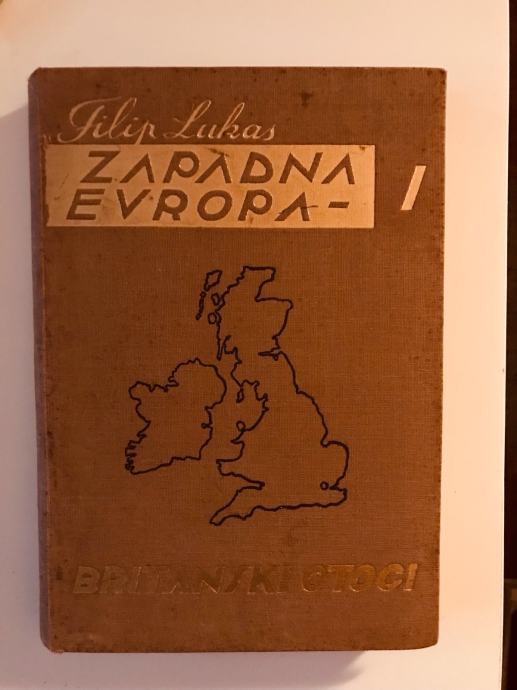 Filip Lukas
ZAPADNA
EVROPA - I
BRITANSKI OTOCI